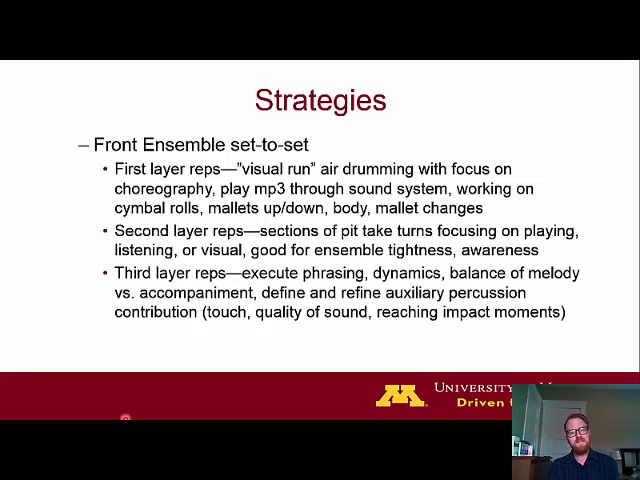 Strategies
– Front Ensemble set-to-set
• First layer reps—”visual run” air drumming with focus on
choreography, play mp3 through sound system, working on
cymbal rolls, mallets up/down, body, mallet changes
• Second layer reps—sections of pit take turns focusing on playing,
listening, or visual, good for ensemble tightness, awareness
• Third layer reps—execute phrasing, dynamics, balance of melody
vs. accompaniment, define and refine auxiliary percussion
contribution (touch, quality of sound, reaching impact moments)
M
UNIVERSITY
Driven